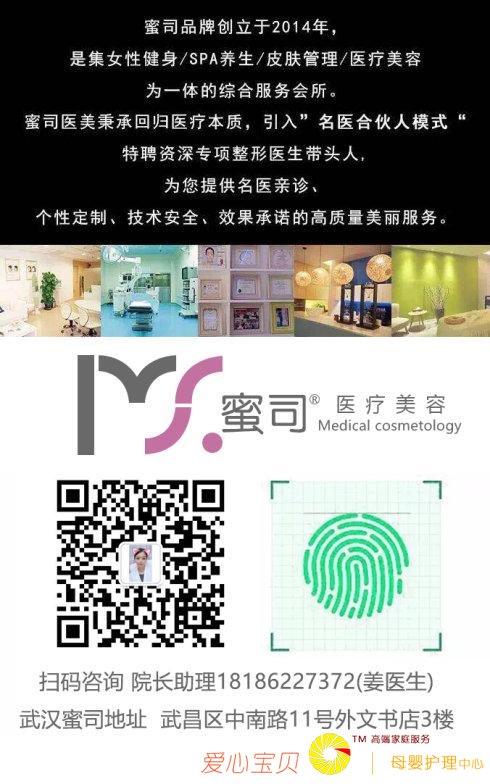 蜜司品牌创立于2014年，
是集女性健身/SPA养生/皮肤管理/医疗美容
为一体的综合服务会所。
蜜司医美秉承回归医疗本质，引入”名医合伙人模式“
特聘资深专项整形医生带头人，
为您提供名医亲诊、
个性定制、技术安全、效果承诺的高质量美丽服务。
MS.蜜司® 医疗美容
Medical cosmetology
扫码咨询 院长助理18186227372(姜医生)
武汉蜜司地址 武昌区中南路11号外文书店3楼
爱心宝贝 TM 高端家庭服务 | 母婴护理中心